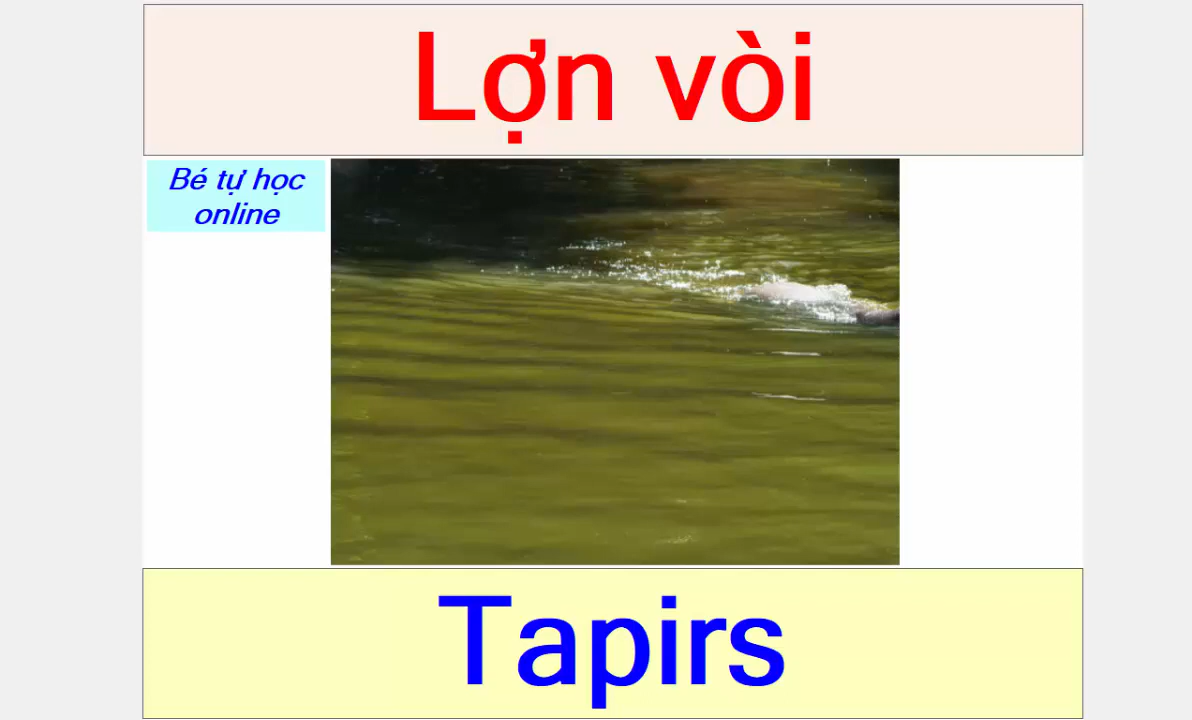 Lợn vòi
Bé tự học
online
Tapirs